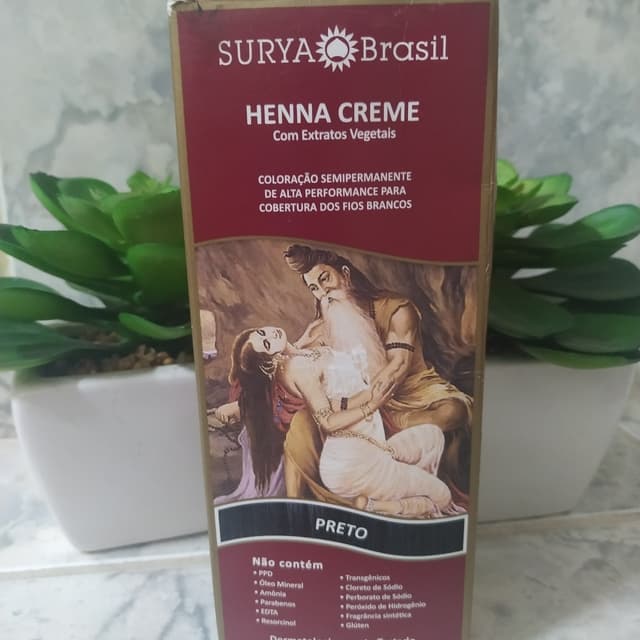 SURYA Brasil
HENNA CREME
Com Extratos Vegetais
COLORAÇÃO SEMIPERMANENTE
DE ALTA PERFORMANCE PARA
COBERTURA DOS FIOS BRANCOS
PRETO
Não contém
• PPD
• Óleo Mineral
• Amônia
• Parabenos
• EDTA
• Resorcinol
• Transgênicos
• Cloreto de Sódio
• Perborato de Sódio
• Peróxido de Hidrogênio
• Fragrância sintética
• Glúten